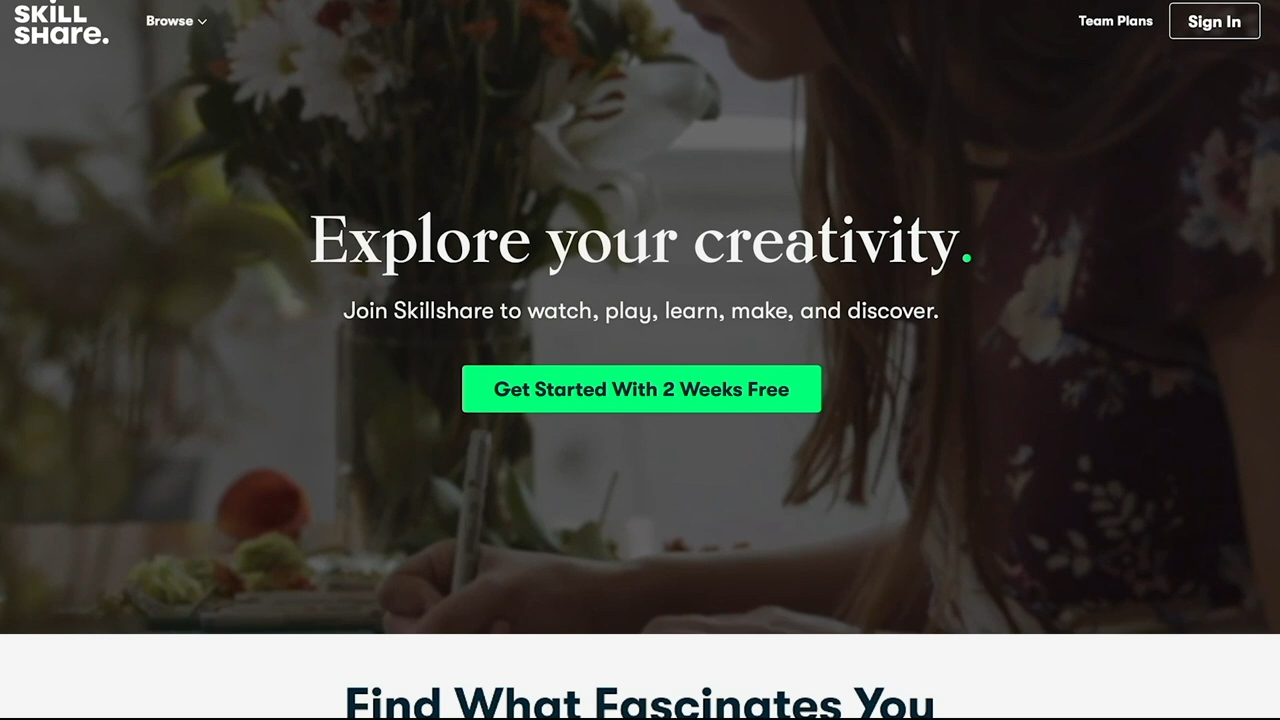 SKILL
SHare.
Browse
Team Plans
Sign In
Explore your creativity.
Join Skillshare to watch, play, learn, make, and discover.
Get Started With 2 Weeks Free
Find What Fascinates You